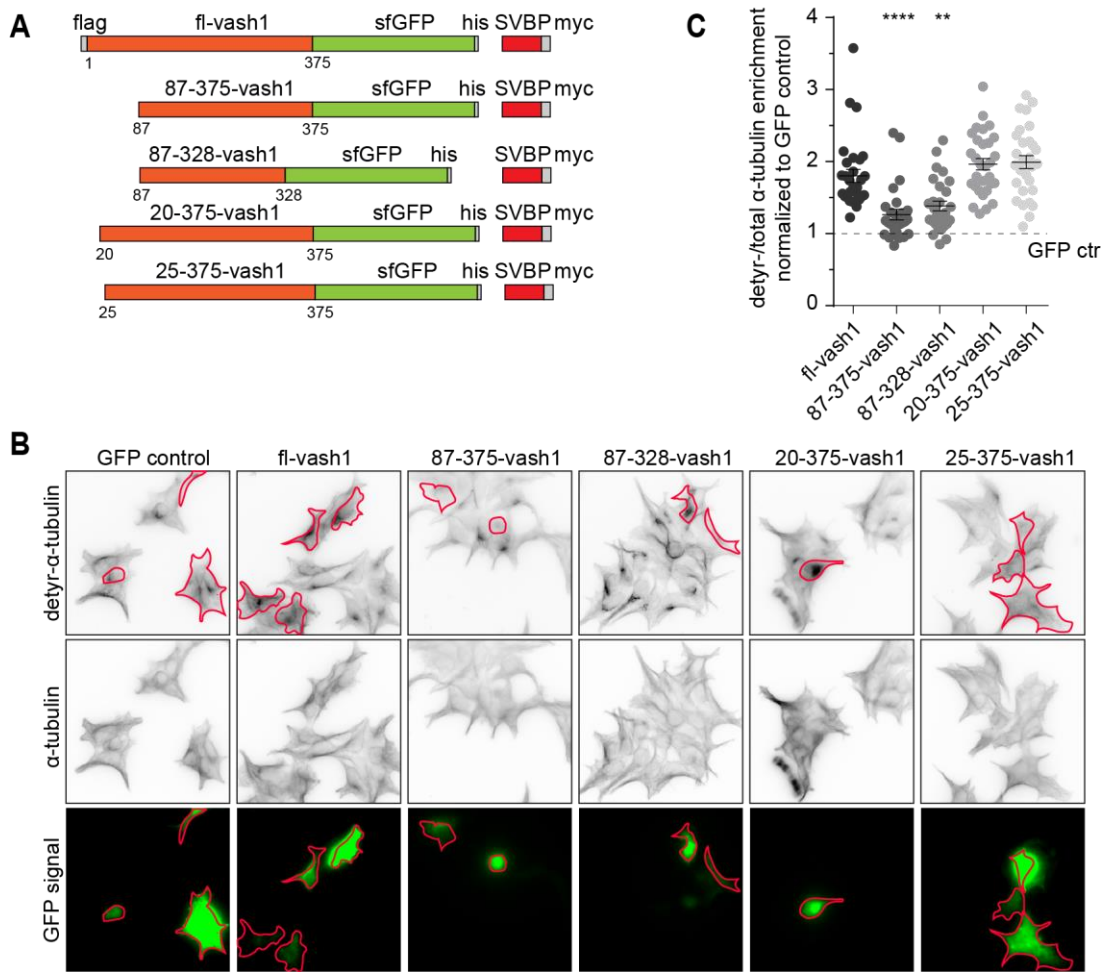 A
flag fl-vash1 sfGFP his SVBP myc
1 375
87-375-vash1 sfGFP his SVBP myc
87 375
87-328-vash1 sfGFP his SVBP myc
87 328
20-375-vash1 sfGFP his SVBP myc
20 375
25-375-vash1 sfGFP his SVBP myc
25 375
C
detyr-/total α-tubulin enrichment
normalized to GFP control
4
3
2
1
0
**** **
GFP ctr
fl-vash1
87-375-vash1
87-328-vash1
20-375-vash1
25-375-vash1
B
GFP control fl-vash1 87-375-vash1 87-328-vash1 20-375-vash1 25-375-vash1
detyr-α-tubulin
α-tubulin
GFP signal